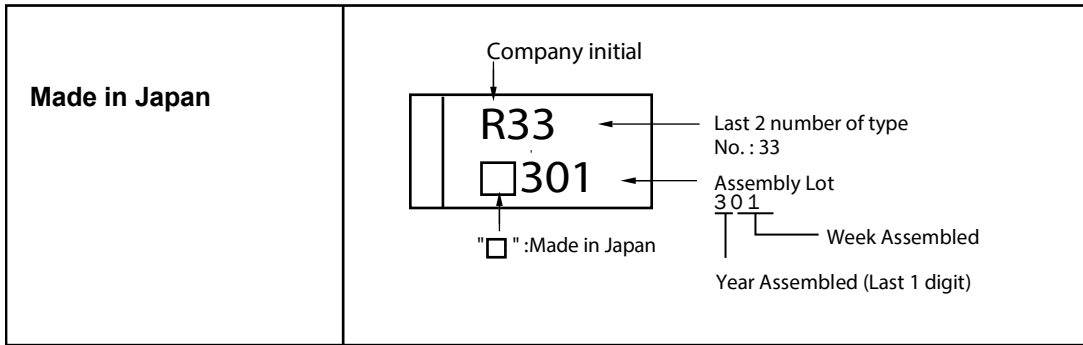 Made in Japan
Company initial
R33
□301
Last 2 number of type
No. : 33
Assembly Lot
301
Week Assembled
Year Assembled (Last 1 digit)
"□" :Made in Japan